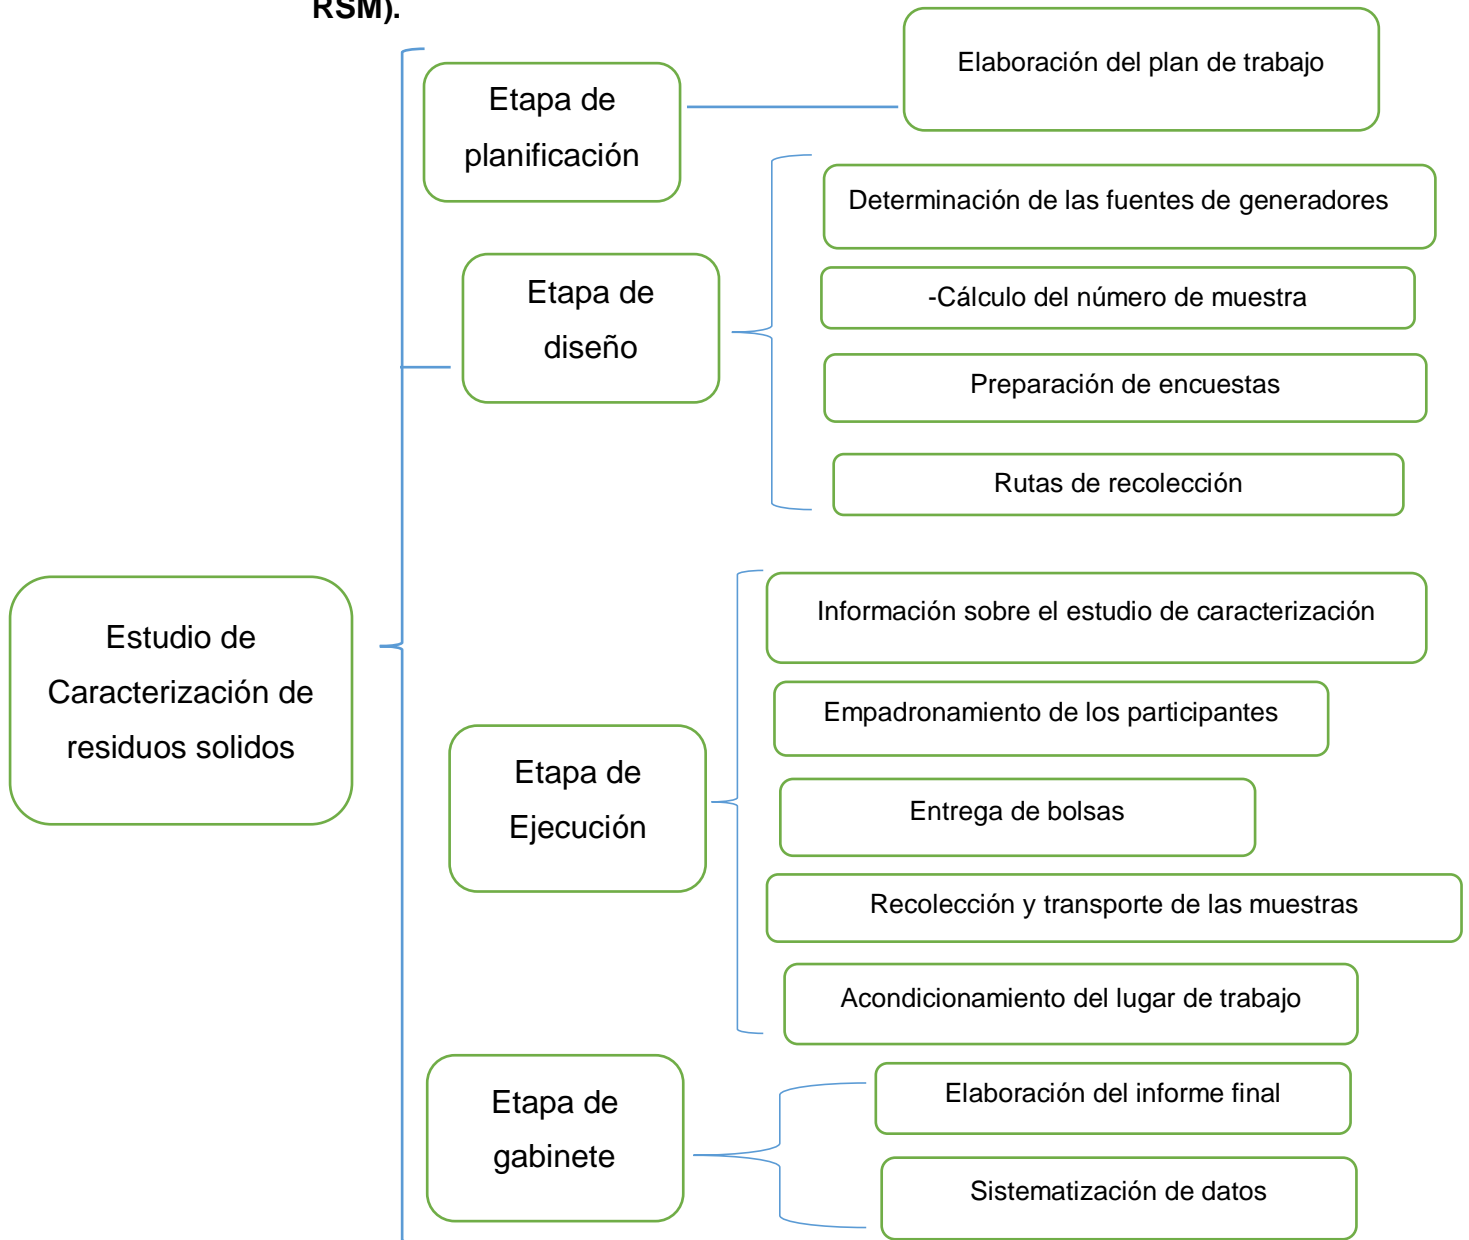 RSM).
Etapa de
planificación
Elaboración del plan de trabajo
Etapa de
diseño
Determinación de las fuentes de generadores
-Cálculo del número de muestra
Preparación de encuestas
Rutas de recolección
Estudio de
Caracterización de
residuos solidos
Etapa de
Ejecución
Información sobre el estudio de caracterización
Empadronamiento de los participantes
Entrega de bolsas
Recolección y transporte de las muestras
Acondicionamiento del lugar de trabajo
Etapa de
gabinete
Elaboración del informe final
Sistematización de datos